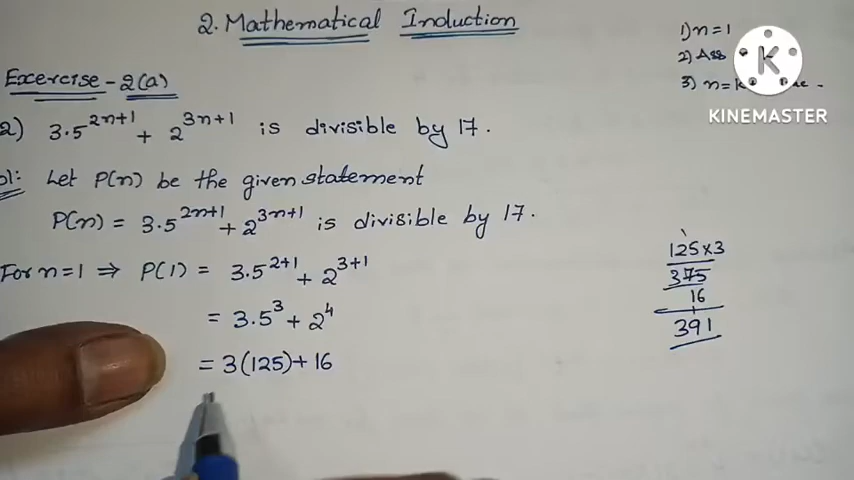 2. Mathematical Induction
Excercise - 2(a)
2) 3·5^{2n+1} + 2^{3n+1} is divisible by 17.
ol: Let P(n) be the given statement
P(n) = 3·5^{2n+1} + 2^{3n+1} is divisible by 17.
For n=1 ⇒ P(1) = 3·5^{2+1} + 2^{3+1}
= 3·5^3 + 2^4
= 3(125) + 16
1) n=1
2) Ass
3) n=k
K
KINEMASTER
1
125×3
375
16
391